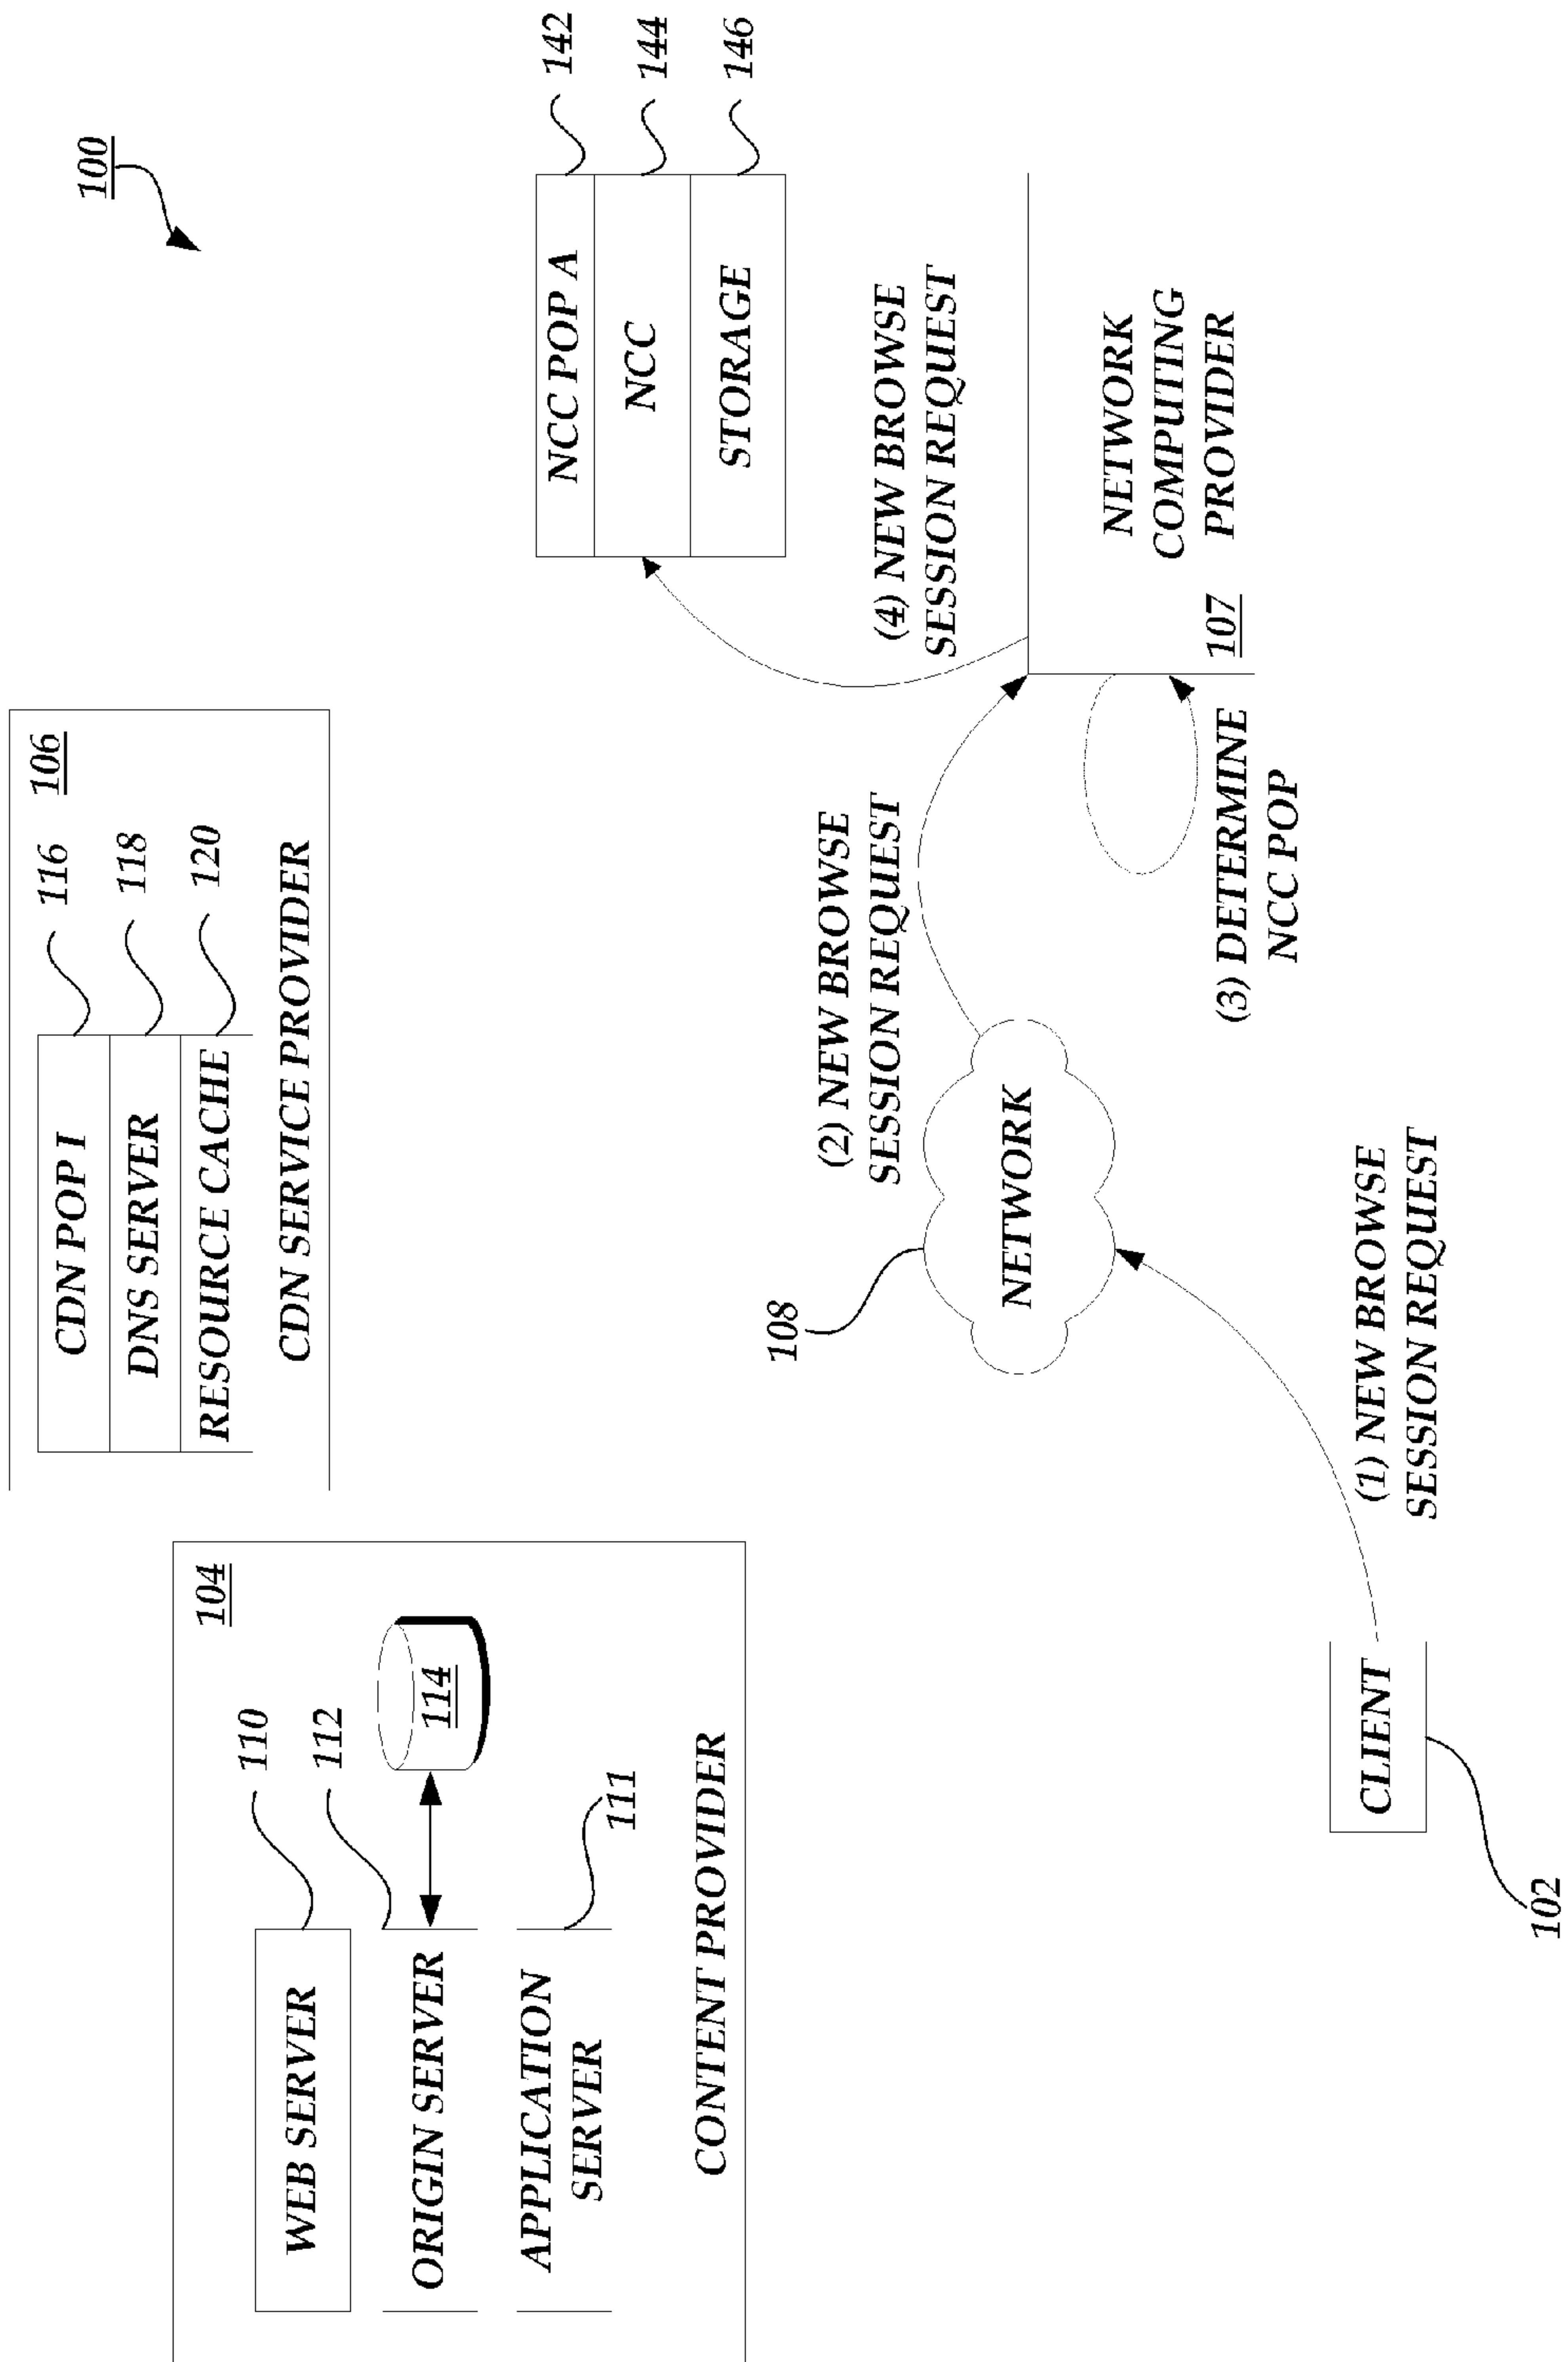 100
104
WEB SERVER
110
ORIGIN SERVER
112
114
APPLICATION
SERVER
111
CONTENT PROVIDER
106
CDN POP I
116
DNS SERVER
118
RESOURCE CACHE
120
CDN SERVICE PROVIDER
NCC POP A
142
NCC
144
STORAGE
146
108
NETWORK
(2) NEW BROWSE
SESSION REQUEST
(4) NEW BROWSE
SESSION REQUEST
NETWORK
COMPUTING
PROVIDER
107
(3) DETERMINE
NCC POP
CLIENT
102
(1) NEW BROWSE
SESSION REQUEST